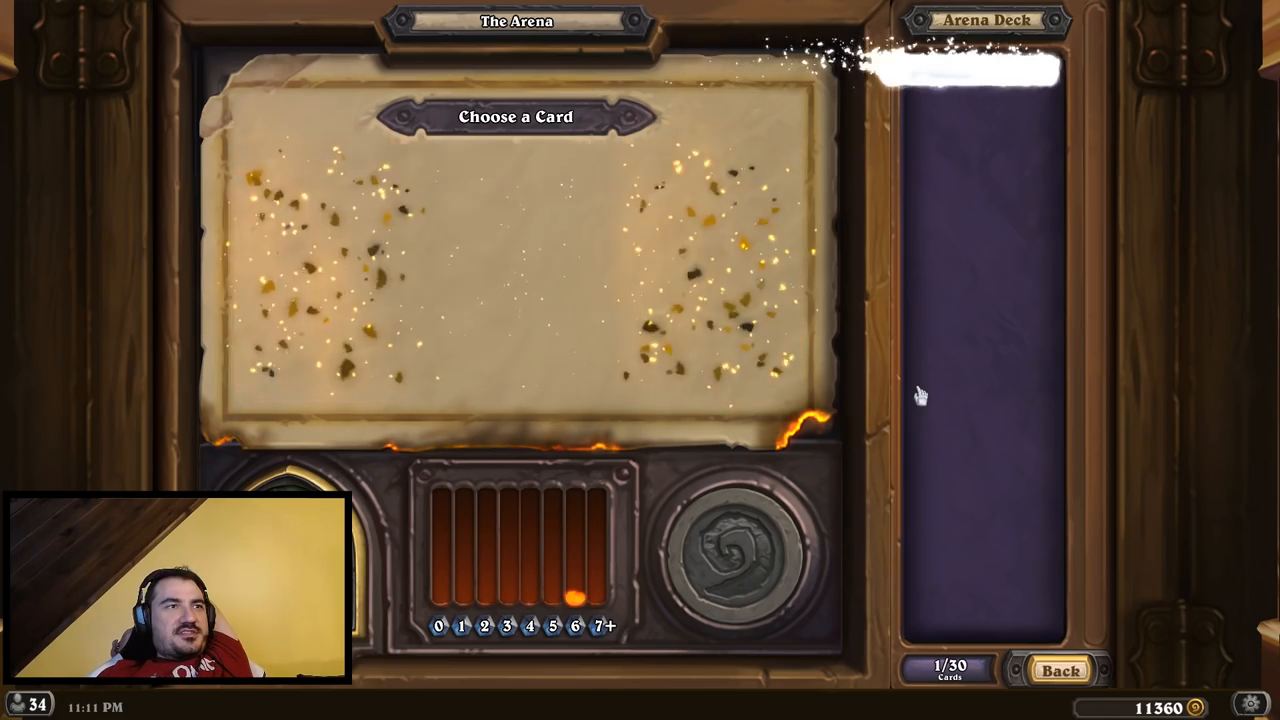 The Arena
Arena Deck
Choose a Card
0 1 2 3 4 5 6 7+
1/30
Cards
Back
34
11:11 PM
11360